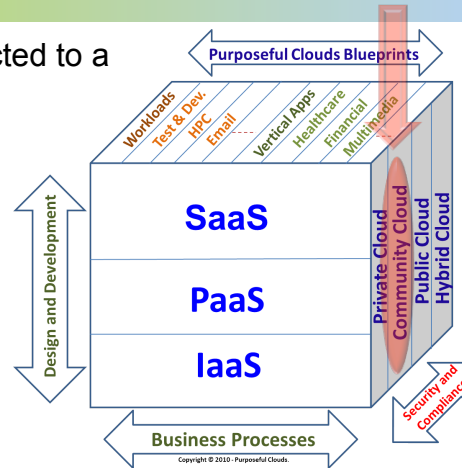 cted to a
Purposeful Clouds Blueprints
Workloads
Test & Dev.
HPC
Email
Vertical Apps
Healthcare
Financial
Multimedia
Design and Development
SaaS
PaaS
IaaS
Private Cloud
Community Cloud
Public Cloud
Hybrid Cloud
Security and
Compliance
Business Processes
Copyright © 2010 - Purposeful Clouds.